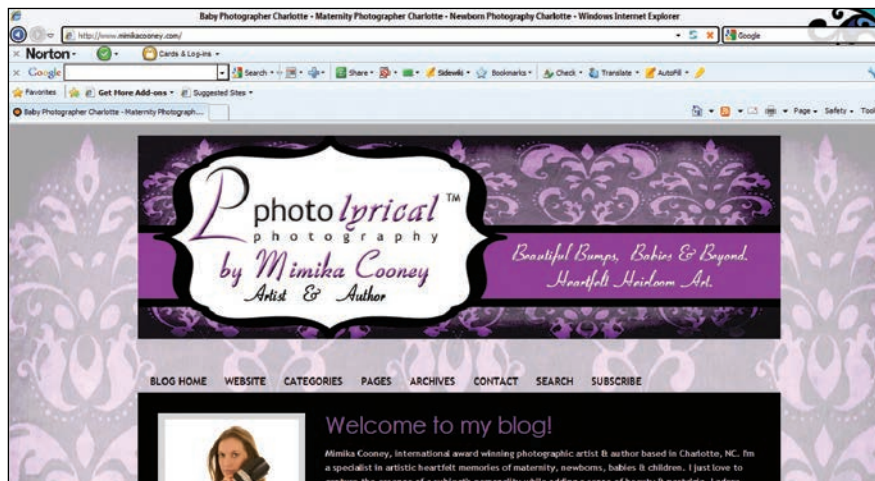 Baby Photographer Charlotte - Maternity Photographer Charlotte - Newborn Photography Charlotte - Windows Internet Explorer
http://www.mimikacooney.com/ Google
Norton Cards & Log-ins
Google Search Share Sidewiki Bookmarks Check Translate AutoFill
Favorites Get More Add-ons Suggested Sites
Baby Photographer Charlotte - Maternity Photograph... Page Safety Tool
photo lyrical TM
photography
by Mimika Cooney
Artist & Author
Beautiful Bumps, Babies & Beyond.
Heartfelt Heirloom Art.
BLOG HOME WEBSITE CATEGORIES PAGES ARCHIVES CONTACT SEARCH SUBSCRIBE
Welcome to my blog!
Mimika Cooney, international award winning photographic artist & author based in Charlotte, NC. I'm
a specialist in artistic heartfelt memories of maternity, newborns, babies & children. I just love to